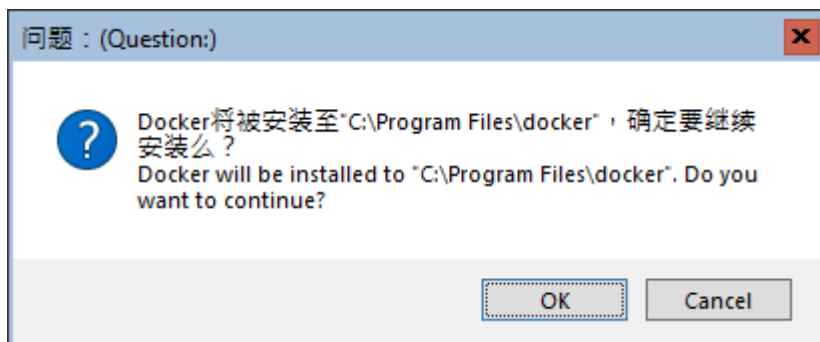 问题：(Question:)
Docker将被安装至"C:\Program Files\docker"，确定要继续
安装么？
Docker will be installed to "C:\Program Files\docker". Do you
want to continue?
OK
Cancel